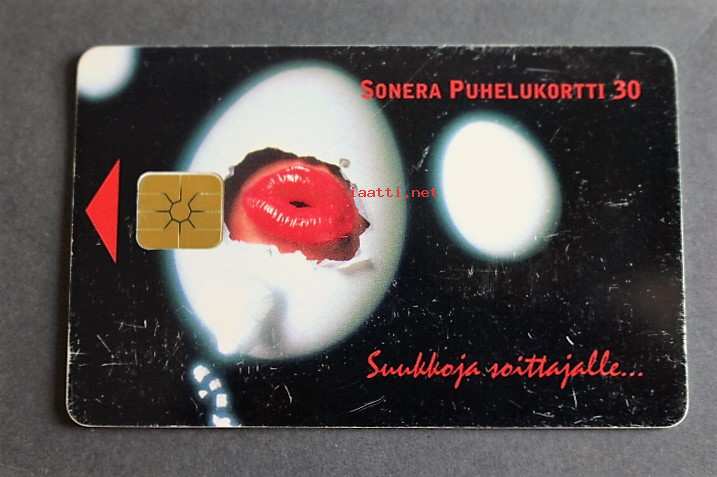 SONERA PUHELUKORTTI 30
iaatti.net
Suukkoja soittajalle...